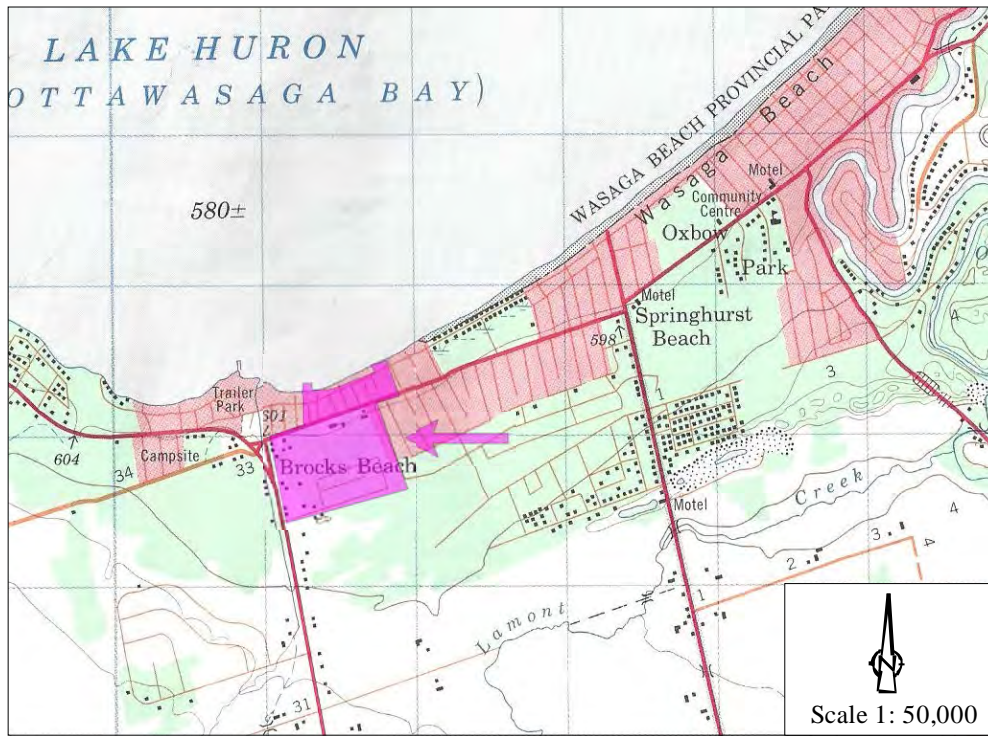 LAKE HURON
OTTAWASAGA BAY)
580±
WASAGA BEACH PROVINCIAL PA
Wasaga Beach
Motel
Community
Centre
Oxbow
Park
Motel
Springhurst
Beach
598
Trailer
Park
601
604
Campsite
34
33
Brocks Beach
1
3
4
Motel
Creek
4
3
2
4
1
Lamont
31
N
Scale 1: 50,000